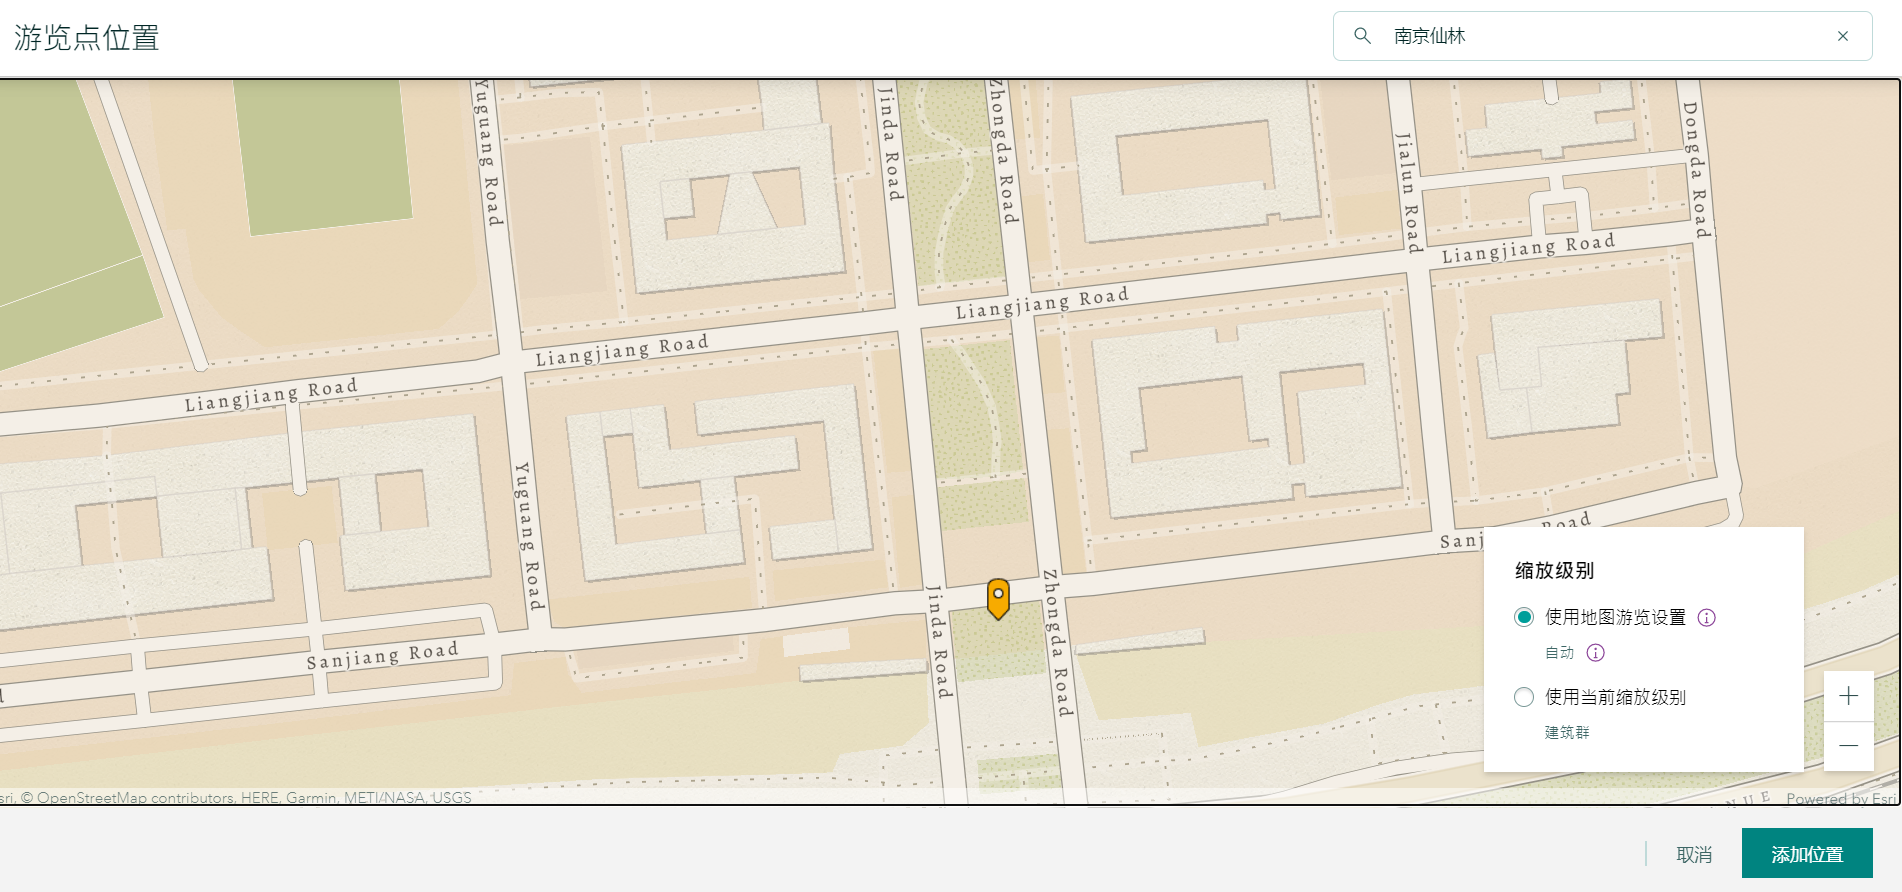 游览点位置
南京仙林
Yuguang Road
Jinda Road
Zhongda Road
Jialun Road
Dongda Road
Liangjiang Road
Liangjiang Road
Liangjiang Road
Liangjiang Road
Yuguang Road
Sanjiang Road
Jinda Road
Zhongda Road
Sanj
Road
缩放级别
使用地图游览设置
自动
使用当前缩放级别
建筑群
sri, © OpenStreetMap contributors, HERE, Garmin, METI/NASA, USGS
NUE
Powered by Esri
取消
添加位置